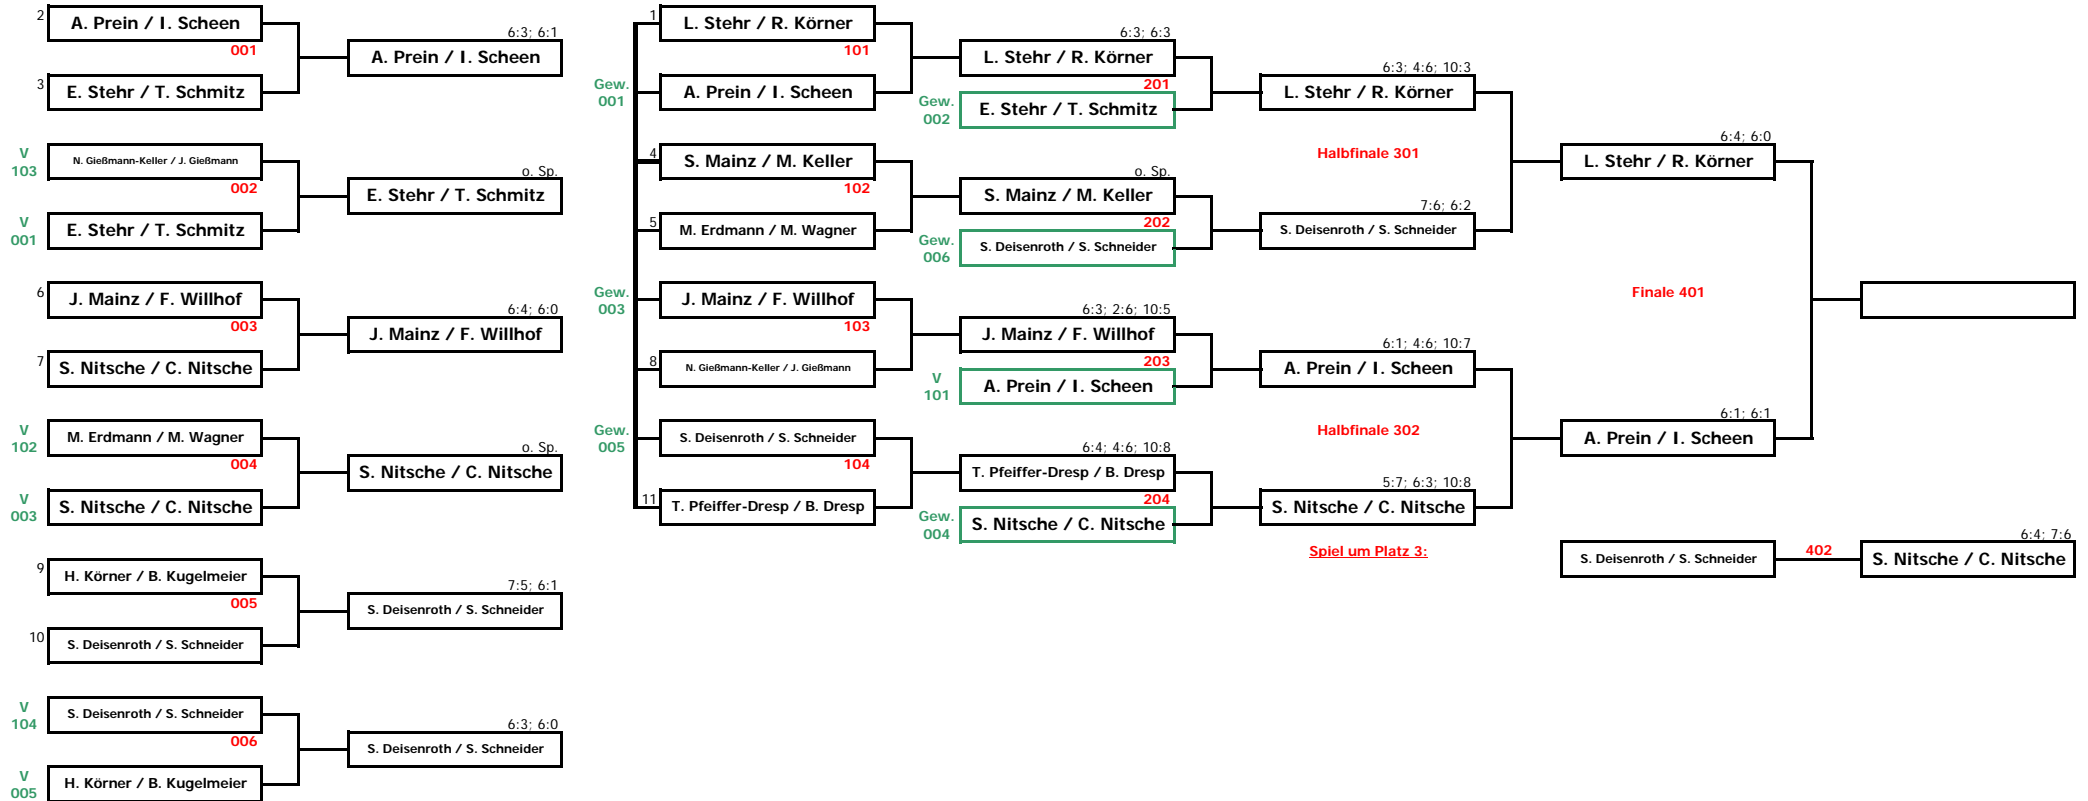 2
A. Prein / I. Scheen
001
3
E. Stehr / T. Schmitz
6:3; 6:1
A. Prein / I. Scheen
V
103
N. Gießmann-Keller / J. Gießmann
002
V
001
E. Stehr / T. Schmitz
o. Sp.
E. Stehr / T. Schmitz
6
J. Mainz / F. Willhof
003
7
S. Nitsche / C. Nitsche
6:4; 6:0
J. Mainz / F. Willhof
V
102
M. Erdmann / M. Wagner
004
V
003
S. Nitsche / C. Nitsche
o. Sp.
S. Nitsche / C. Nitsche
9
H. Körner / B. Kugelmeier
005
10
S. Deisenroth / S. Schneider
7:5; 6:1
S. Deisenroth / S. Schneider
V
104
S. Deisenroth / S. Schneider
006
V
005
H. Körner / B. Kugelmeier
6:3; 6:0
S. Deisenroth / S. Schneider
1
L. Stehr / R. Körner
101
Gew.
001
A. Prein / I. Scheen
4
S. Mainz / M. Keller
102
5
M. Erdmann / M. Wagner
Gew.
003
J. Mainz / F. Willhof
103
8
N. Gießmann-Keller / J. Gießmann
Gew.
005
S. Deisenroth / S. Schneider
104
11
T. Pfeiffer-Dresp / B. Dresp
6:3; 6:3
L. Stehr / R. Körner
201
Gew.
002
E. Stehr / T. Schmitz
o. Sp.
S. Mainz / M. Keller
202
Gew.
006
S. Deisenroth / S. Schneider
6:3; 2:6; 10:5
J. Mainz / F. Willhof
203
V
101
A. Prein / I. Scheen
6:4; 4:6; 10:8
T. Pfeiffer-Dresp / B. Dresp
204
Gew.
004
S. Nitsche / C. Nitsche
6:3; 4:6; 10:3
L. Stehr / R. Körner
Halbfinale 301
7:6; 6:2
S. Deisenroth / S. Schneider
6:1; 4:6; 10:7
A. Prein / I. Scheen
Halbfinale 302
5:7; 6:3; 10:8
S. Nitsche / C. Nitsche
6:4; 6:0
L. Stehr / R. Körner
Finale 401
6:1; 6:1
A. Prein / I. Scheen
Spiel um Platz 3:
S. Deisenroth / S. Schneider
402
6:4; 7:6
S. Nitsche / C. Nitsche